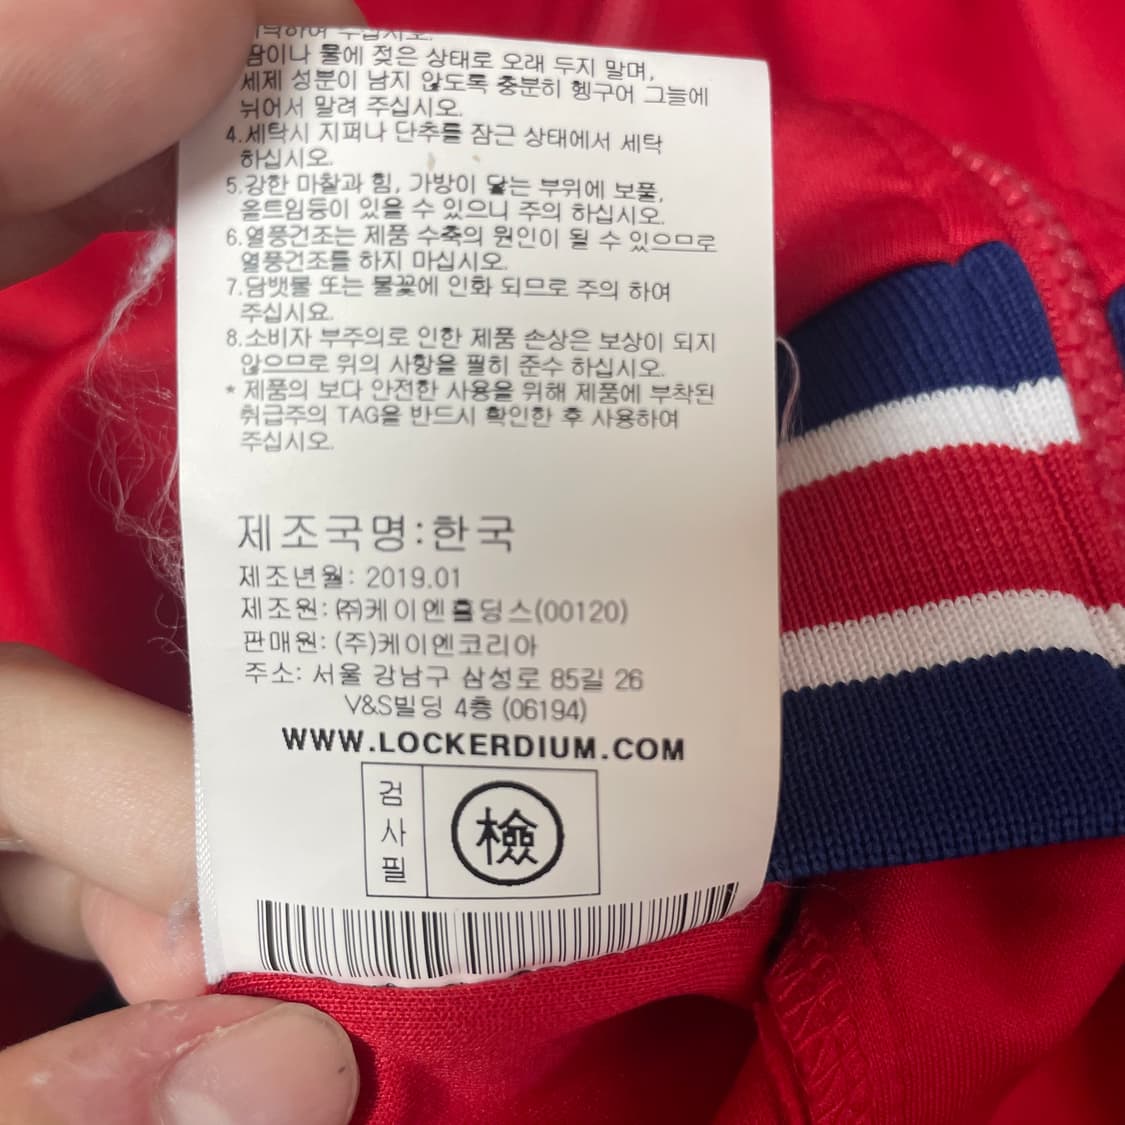 땀이나 물에 젖은 상태로 오래 두지 말며,
세제 성분이 남지 않도록 충분히 헹구어 그늘에
뉘어서 말려 주십시오.
4.세탁시 지퍼나 단추를 잠근 상태에서 세탁
하십시오.
5.강한 마찰과 힘, 가방이 닿는 부위에 보풀,
올트임등이 있을 수 있으니 주의 하십시오.
6.열풍건조는 제품 수축의 원인이 될 수 있으므로
열풍건조를 하지 마십시오.
7.담뱃불 또는 불꽃에 인화 되므로 주의 하여
주십시요.
8.소비자 부주의로 인한 제품 손상은 보상이 되지
않으므로 위의 사항을 필히 준수 하십시오.
* 제품의 보다 안전한 사용을 위해 제품에 부착된
취급주의 TAG을 반드시 확인한 후 사용하여
주십시오.
제조국명:한국
제조년월: 2019.01
제조원: ㈜케이엔홀딩스(00120)
판매원: (주)케이엔코리아
주소: 서울 강남구 삼성로 85길 26
V&S빌딩 4층 (06194)
WWW.LOCKERDIUM.COM
검사필
檢